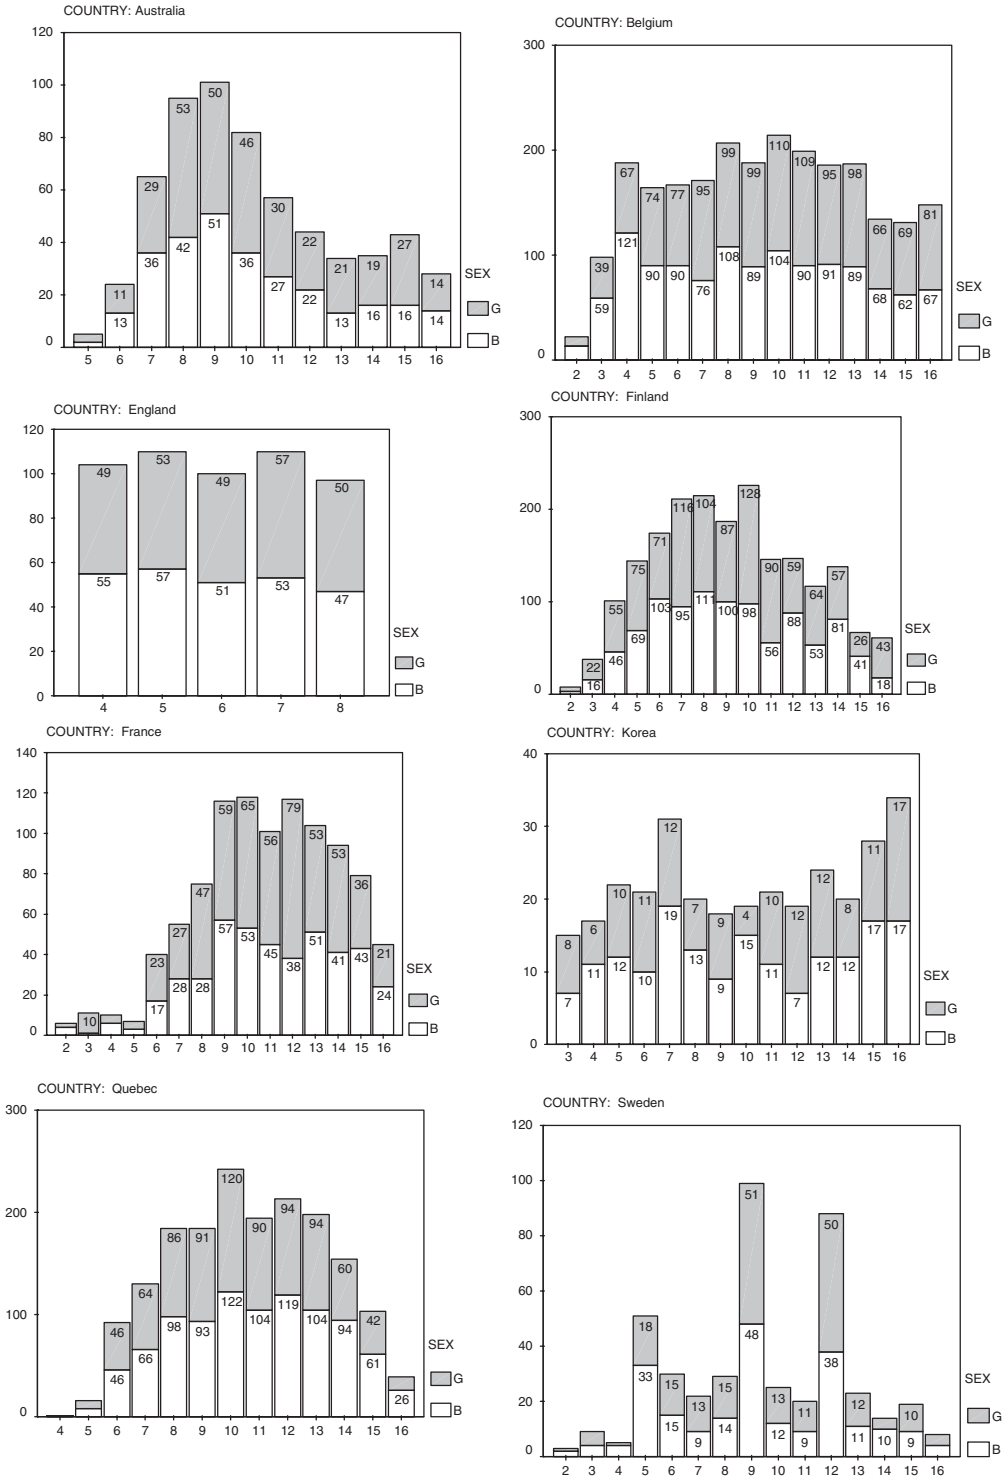 COUNTRY: Australia
120
100
80
60
40
20
0
53 50 46 29 30 22 21 19 27 11 14
51 42 36 36 27 22 13 13 16 16 14
5 6 7 8 9 10 11 12 13 14 15 16
SEX
G
B
COUNTRY: Belgium
300
200
100
0
39 67 74 77 95 99 99 110 109 95 98 66 69 81
59 121 90 90 76 108 89 104 90 91 89 68 62 67
2 3 4 5 6 7 8 9 10 11 12 13 14 15 16
SEX
G
B
COUNTRY: England
120
100
80
60
40
20
0
49 53 49 57 50
55 57 51 53 47
4 5 6 7 8
SEX
G
B
COUNTRY: Finland
300
200
100
0
22 55 75 71 116 104 87 128 90 59 64 57 26 43
16 46 69 103 95 111 100 98 56 88 53 81 41 18
2 3 4 5 6 7 8 9 10 11 12 13 14 15 16
SEX
G
B
COUNTRY: France
140
120
100
80
60
40
20
0
10 23 27 47 59 65 56 79 53 53 36 21
17 28 28 57 53 45 38 51 41 43 24
2 3 4 5 6 7 8 9 10 11 12 13 14 15 16
SEX
G
B
COUNTRY: Korea
40
30
20
10
0
8 6 10 11 12 7 9 4 10 12 12 8 11 17
7 11 12 10 19 13 9 15 11 7 12 12 17 17
3 4 5 6 7 8 9 10 11 12 13 14 15 16
SEX
G
B
COUNTRY: Quebec
300
200
100
0
46 64 86 91 120 90 94 94 60 42
46 66 98 93 122 104 119 104 94 61 26
4 5 6 7 8 9 10 11 12 13 14 15 16
SEX
G
B
COUNTRY: Sweden
120
100
80
60
40
20
0
18 15 13 15 51 13 11 50 12 10
33 15 9 14 48 12 9 38 11 10 9
2 3 4 5 6 7 8 9 10 11 12 13 14 15 16
SEX
G
B